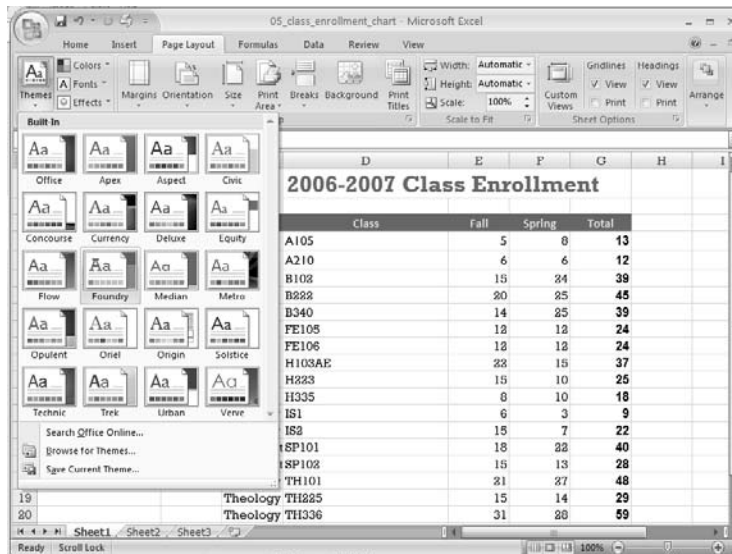 05_class_enrollment_chart - Microsoft Excel
Home Insert Page Layout Formulas Data Review View
Themes
Colors
Fonts
Effects
Margins Orientation Size Print Area Breaks Background Print Titles
Width: Automatic
Height: Automatic
Scale: 100%
Scale to Fit
Custom Views
Gridlines Headings
View View
Print Print
Sheet Options
Arrange
Built-In
Office Apex Aspect Civic
Concourse Currency Deluxe Equity
Flow Foundry Median Metro
Opulent Oriel Origin Solstice
Technic Trek Urban Verve
Search Office Online...
Browse for Themes...
Save Current Theme...
D E F G H I
2006-2007 Class Enrollment
Class Fall Spring Total
A105 5 8 13
A210 6 6 12
B102 15 24 39
B222 20 25 45
B340 14 25 39
FE105 12 12 24
FE106 12 12 24
H103AE 22 15 37
H223 15 10 25
H335 8 10 18
IS1 6 3 9
IS2 15 7 22
SP101 18 22 40
SP102 15 13 28
TH101 21 27 48
19 Theology TH225 15 14 29
20 Theology TH336 31 28 59
Sheet1 Sheet2 Sheet3
Ready Scroll Lock 100%